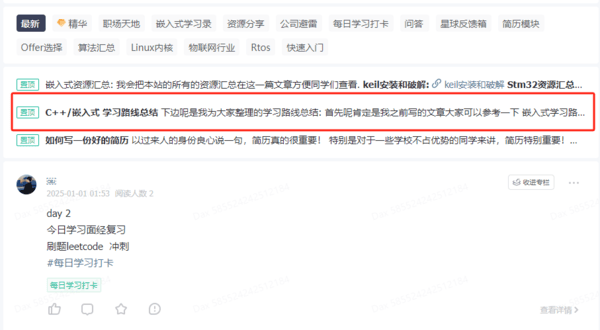 最新 精华 职场天地 嵌入式学习录 资源分享 公司避雷 每日学习打卡 问答 星球反馈箱 简历模块
Offer选择 算法汇总 Linux内核 物联网行业 Rtos 快速入门
置顶 嵌入式资源汇总: 我会把本站的所有的资源汇总在这一篇文章方便同学们查看. keil安装和破解: keil安装和破解 Stm32资源汇总...
置顶 C++/嵌入式 学习路线总结 下边呢是我为大家整理的学习路线总结: 首先呢肯定是我之前写的文章大家可以参考一下 嵌入式学习路...
置顶 如何写一份好的简历 以过来人的身份良心说一句，简历真的很重要！ 特别是对于一些学校不占优势的同学来讲，简历特别重要！...
收进专栏
2025-01-01 01:53 阅读人数 2
day 2
今日学习面经复习
刷题leetcode 冲刺
#每日学习打卡
每日学习打卡
查看详情